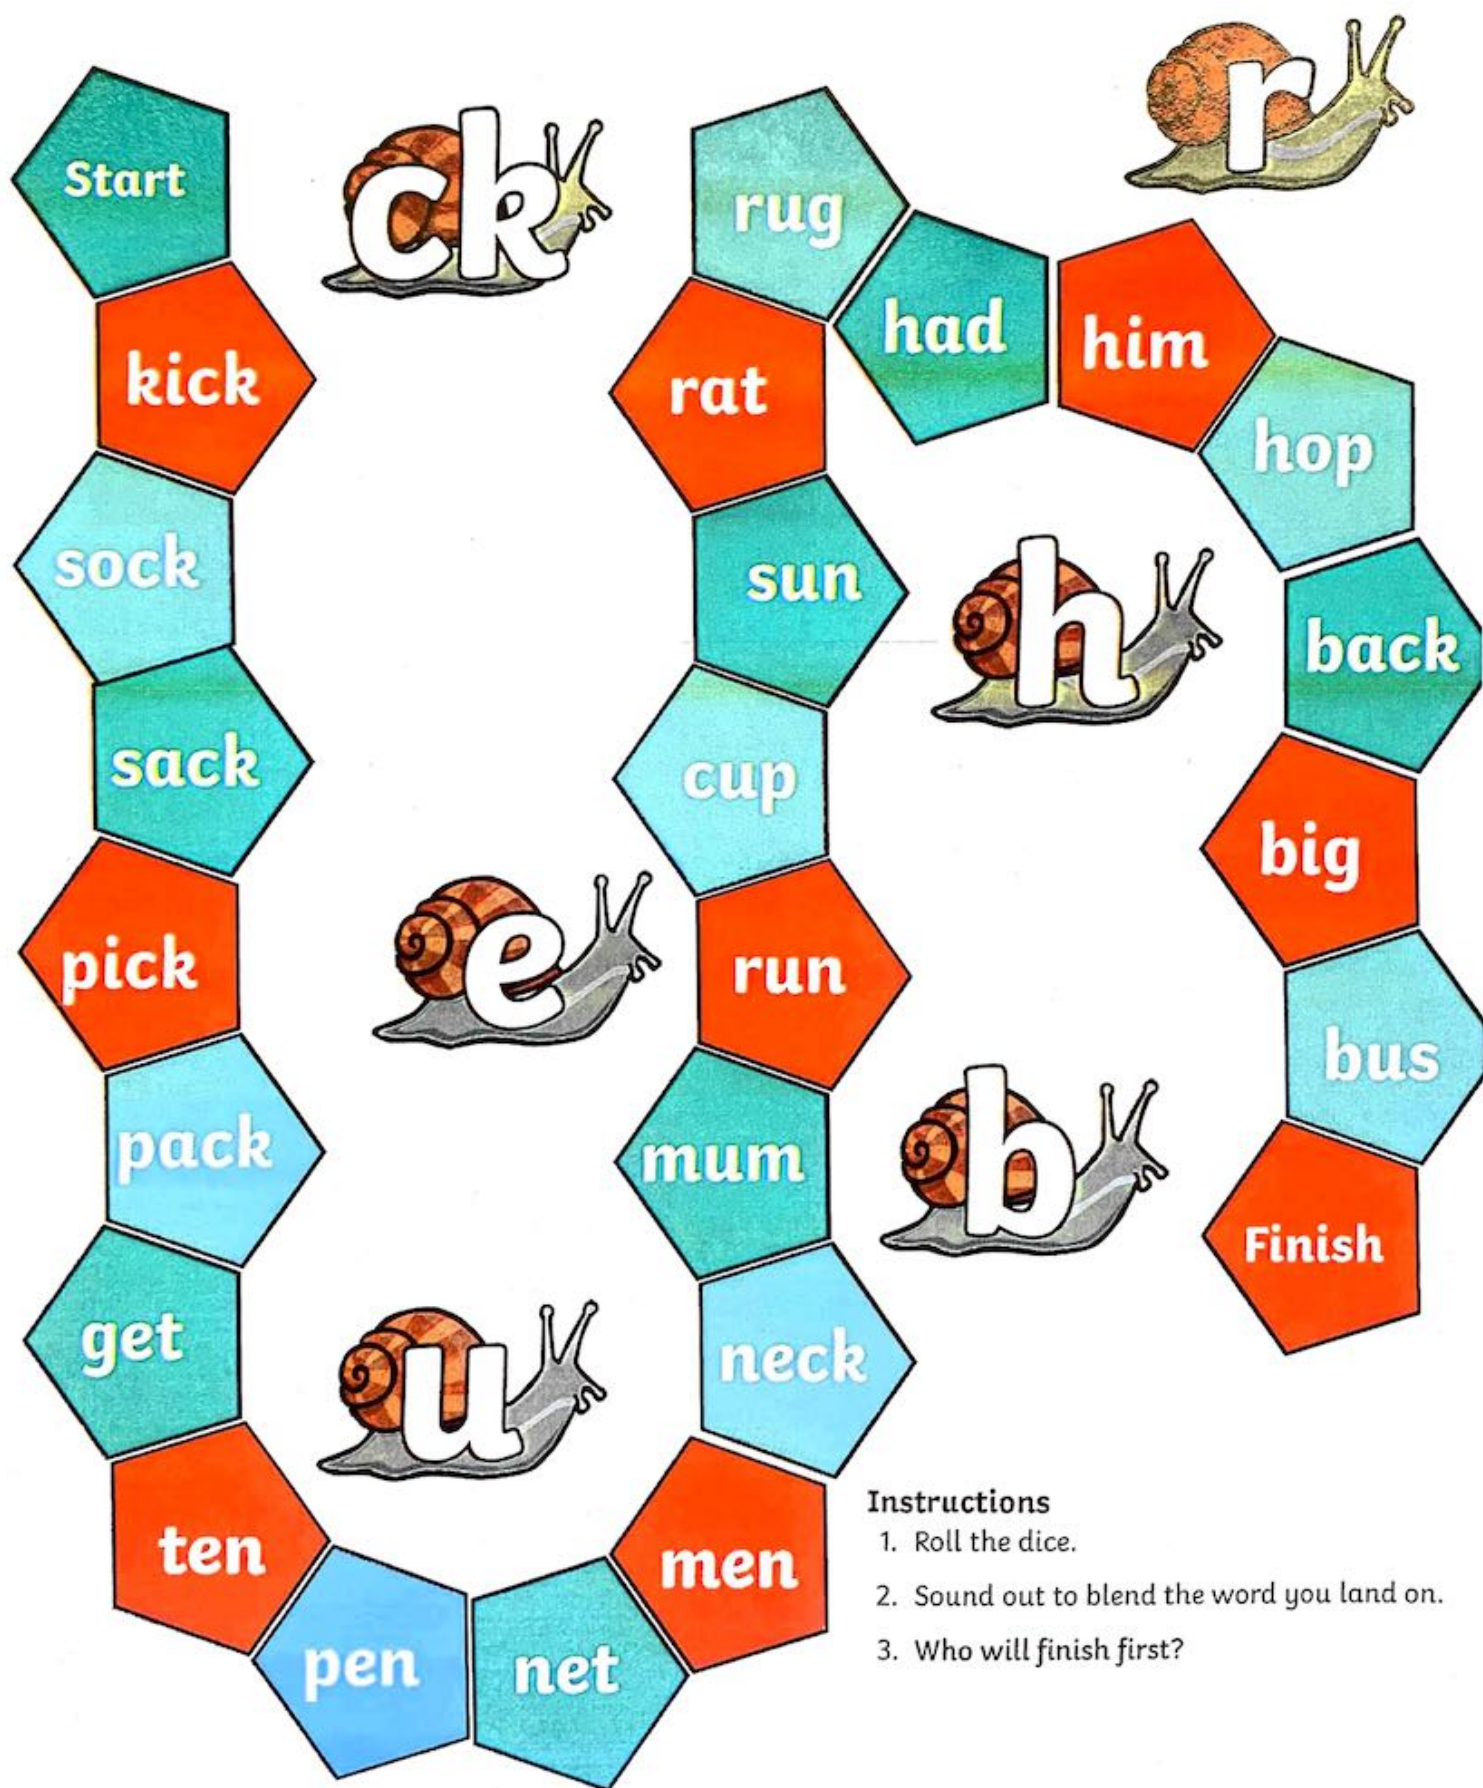 Start
kick
sock
sack
pick
pack
get
ten
pen
net
men
neck
mum
run
cup
sun
rat
rug
had
him
hop
back
big
bus
Finish
ck
r
h
e
b
u
Instructions
1. Roll the dice.
2. Sound out to blend the word you land on.
3. Who will finish first?